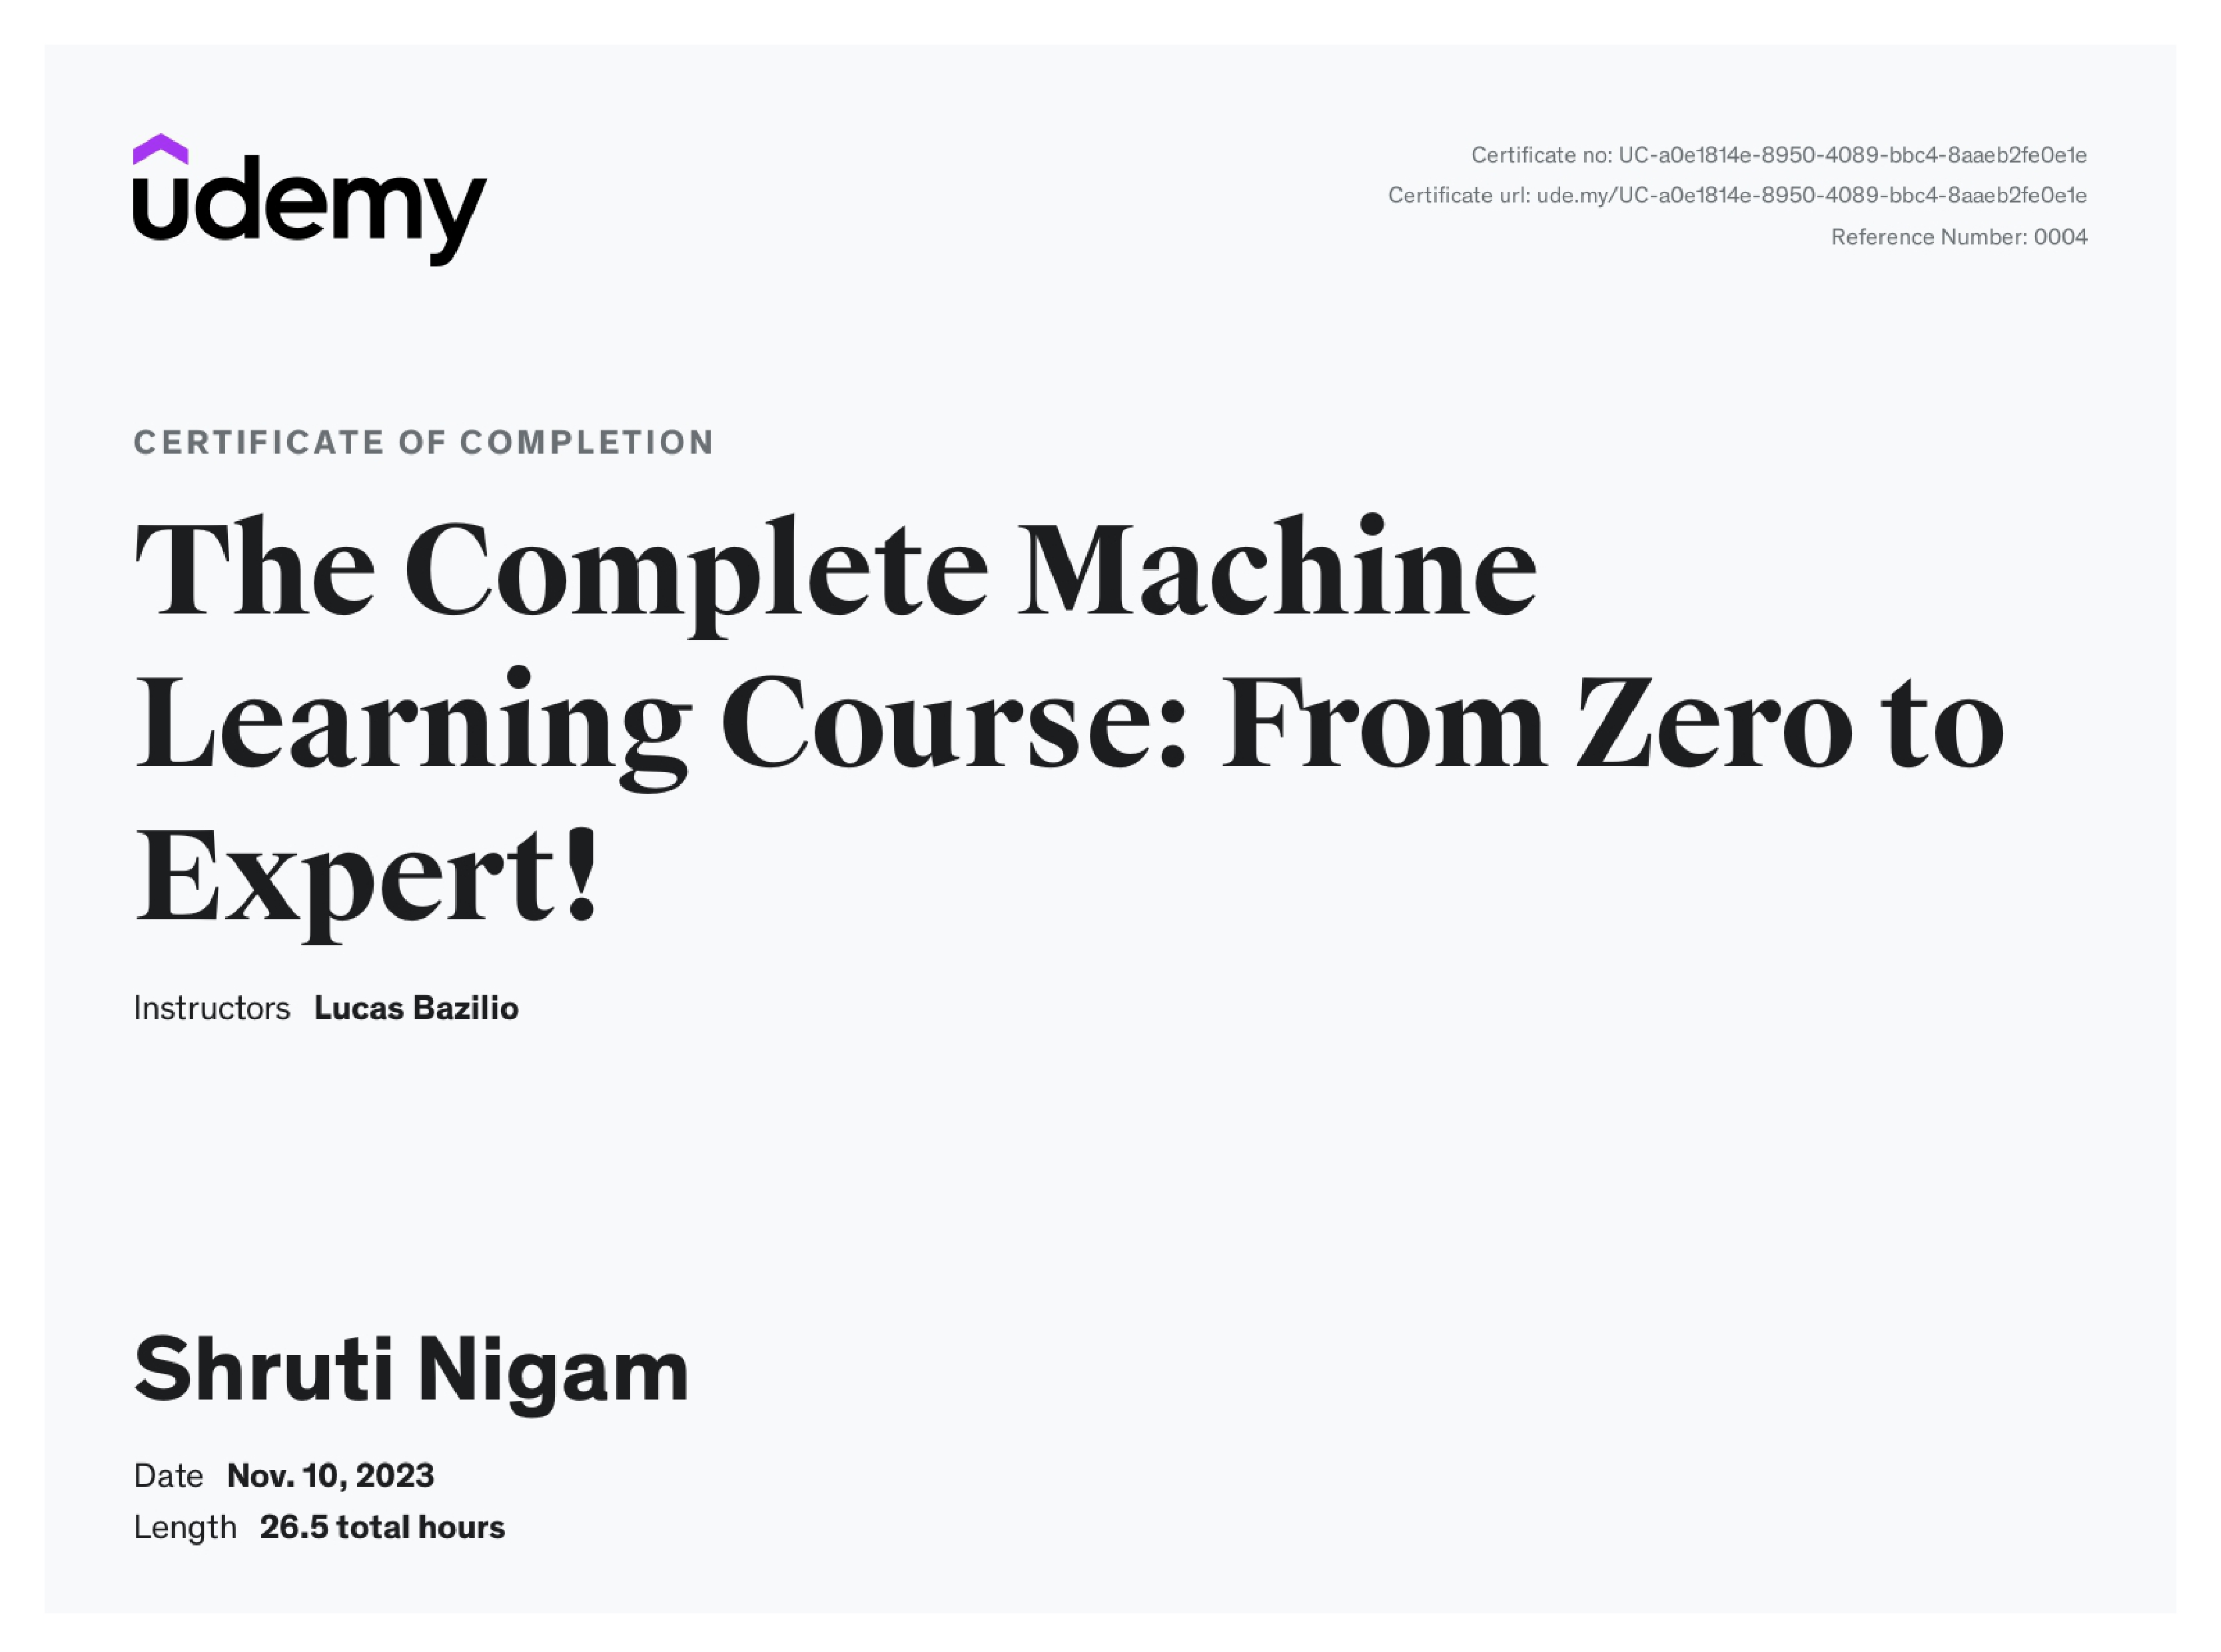 udemy
Certificate no: UC-a0e1814e-8950-4089-bbc4-8aaeb2fe0e1e
Certificate url: ude.my/UC-a0e1814e-8950-4089-bbc4-8aaeb2fe0e1e
Reference Number: 0004
CERTIFICATE OF COMPLETION
The Complete Machine
Learning Course: From Zero to
Expert!
Instructors Lucas Bazilio
Shruti Nigam
Date Nov. 10, 2023
Length 26.5 total hours